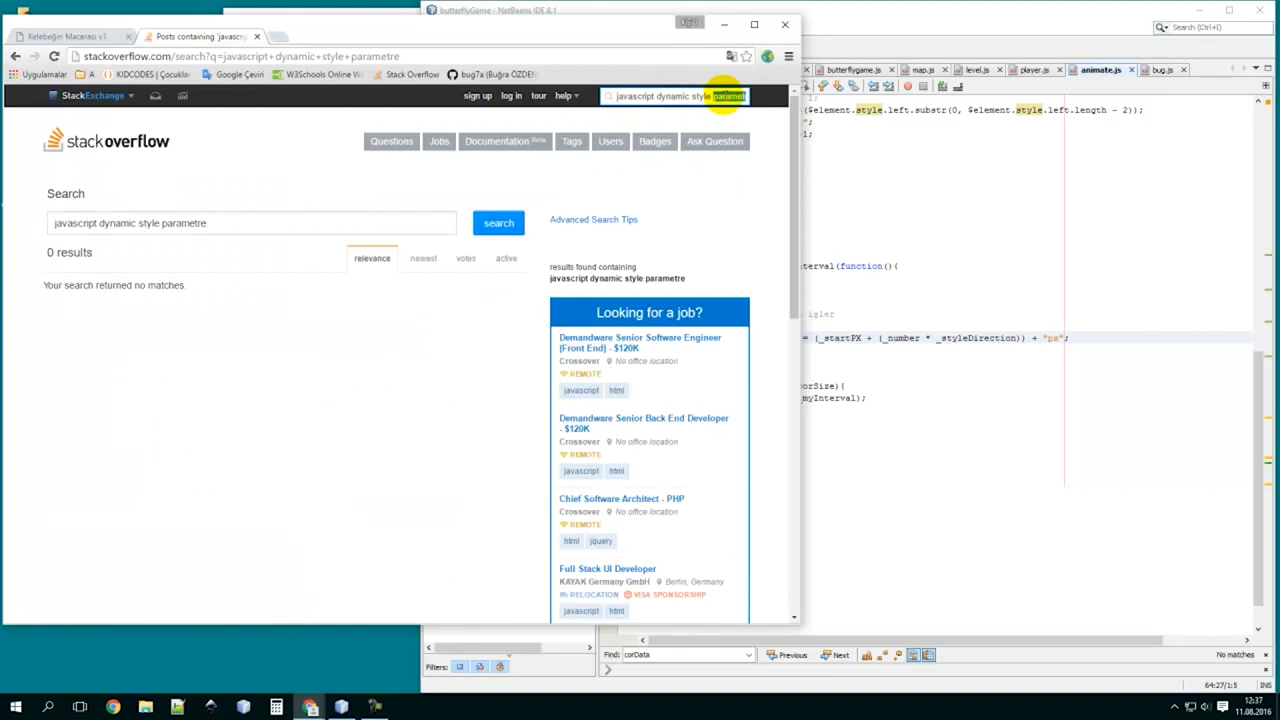 butterflyGame - NetBeans IDE 8.1
Kelebeğin Macerası v1
Posts containing 'javascrip
stackoverflow.com/search?q=javascript+dynamic+style+parametre
Search (Ctrl+I)
Uygulamalar
A
KIDCODES | Çocuklar
Google Çeviri
W3Schools Online We
Stack Overflow
bug7a (Buğra ÖZDEN
butterflygame.js
map.js
level.js
player.js
animate.js
bug.js
StackExchange
sign up
log in
tour
help
javascript dynamic style paramet
($element.style.left.substr(0, $element.style.left.length - 2));
stackoverflow
Questions
Jobs
Documentation Beta
Tags
Users
Badges
Ask Question
Search
javascript dynamic style parametre
search
Advanced Search Tips
0 results
relevance
newest
votes
active
results found containing
javascript dynamic style parametre
Your search returned no matches.
Looking for a job?
Demandware Senior Software Engineer
(Front End) - $120K
Crossover
No office location
REMOTE
javascript
html
Demandware Senior Back End Developer
- $120K
Crossover
No office location
REMOTE
javascript
html
Chief Software Architect - PHP
Crossover
No office location
REMOTE
html
jquery
Full Stack UI Developer
KAYAK Germany GmbH
Berlin, Germany
RELOCATION
VISA SPONSORSHIP
javascript
html
terval(function(){
işler
= (_startPX + (_number * _styleDirection)) + "px";
orSize){
myInterval);
Find:
corData
Previous
Next
No matches
Filters:
64:27/1:5
INS
12:37
11.08.2016